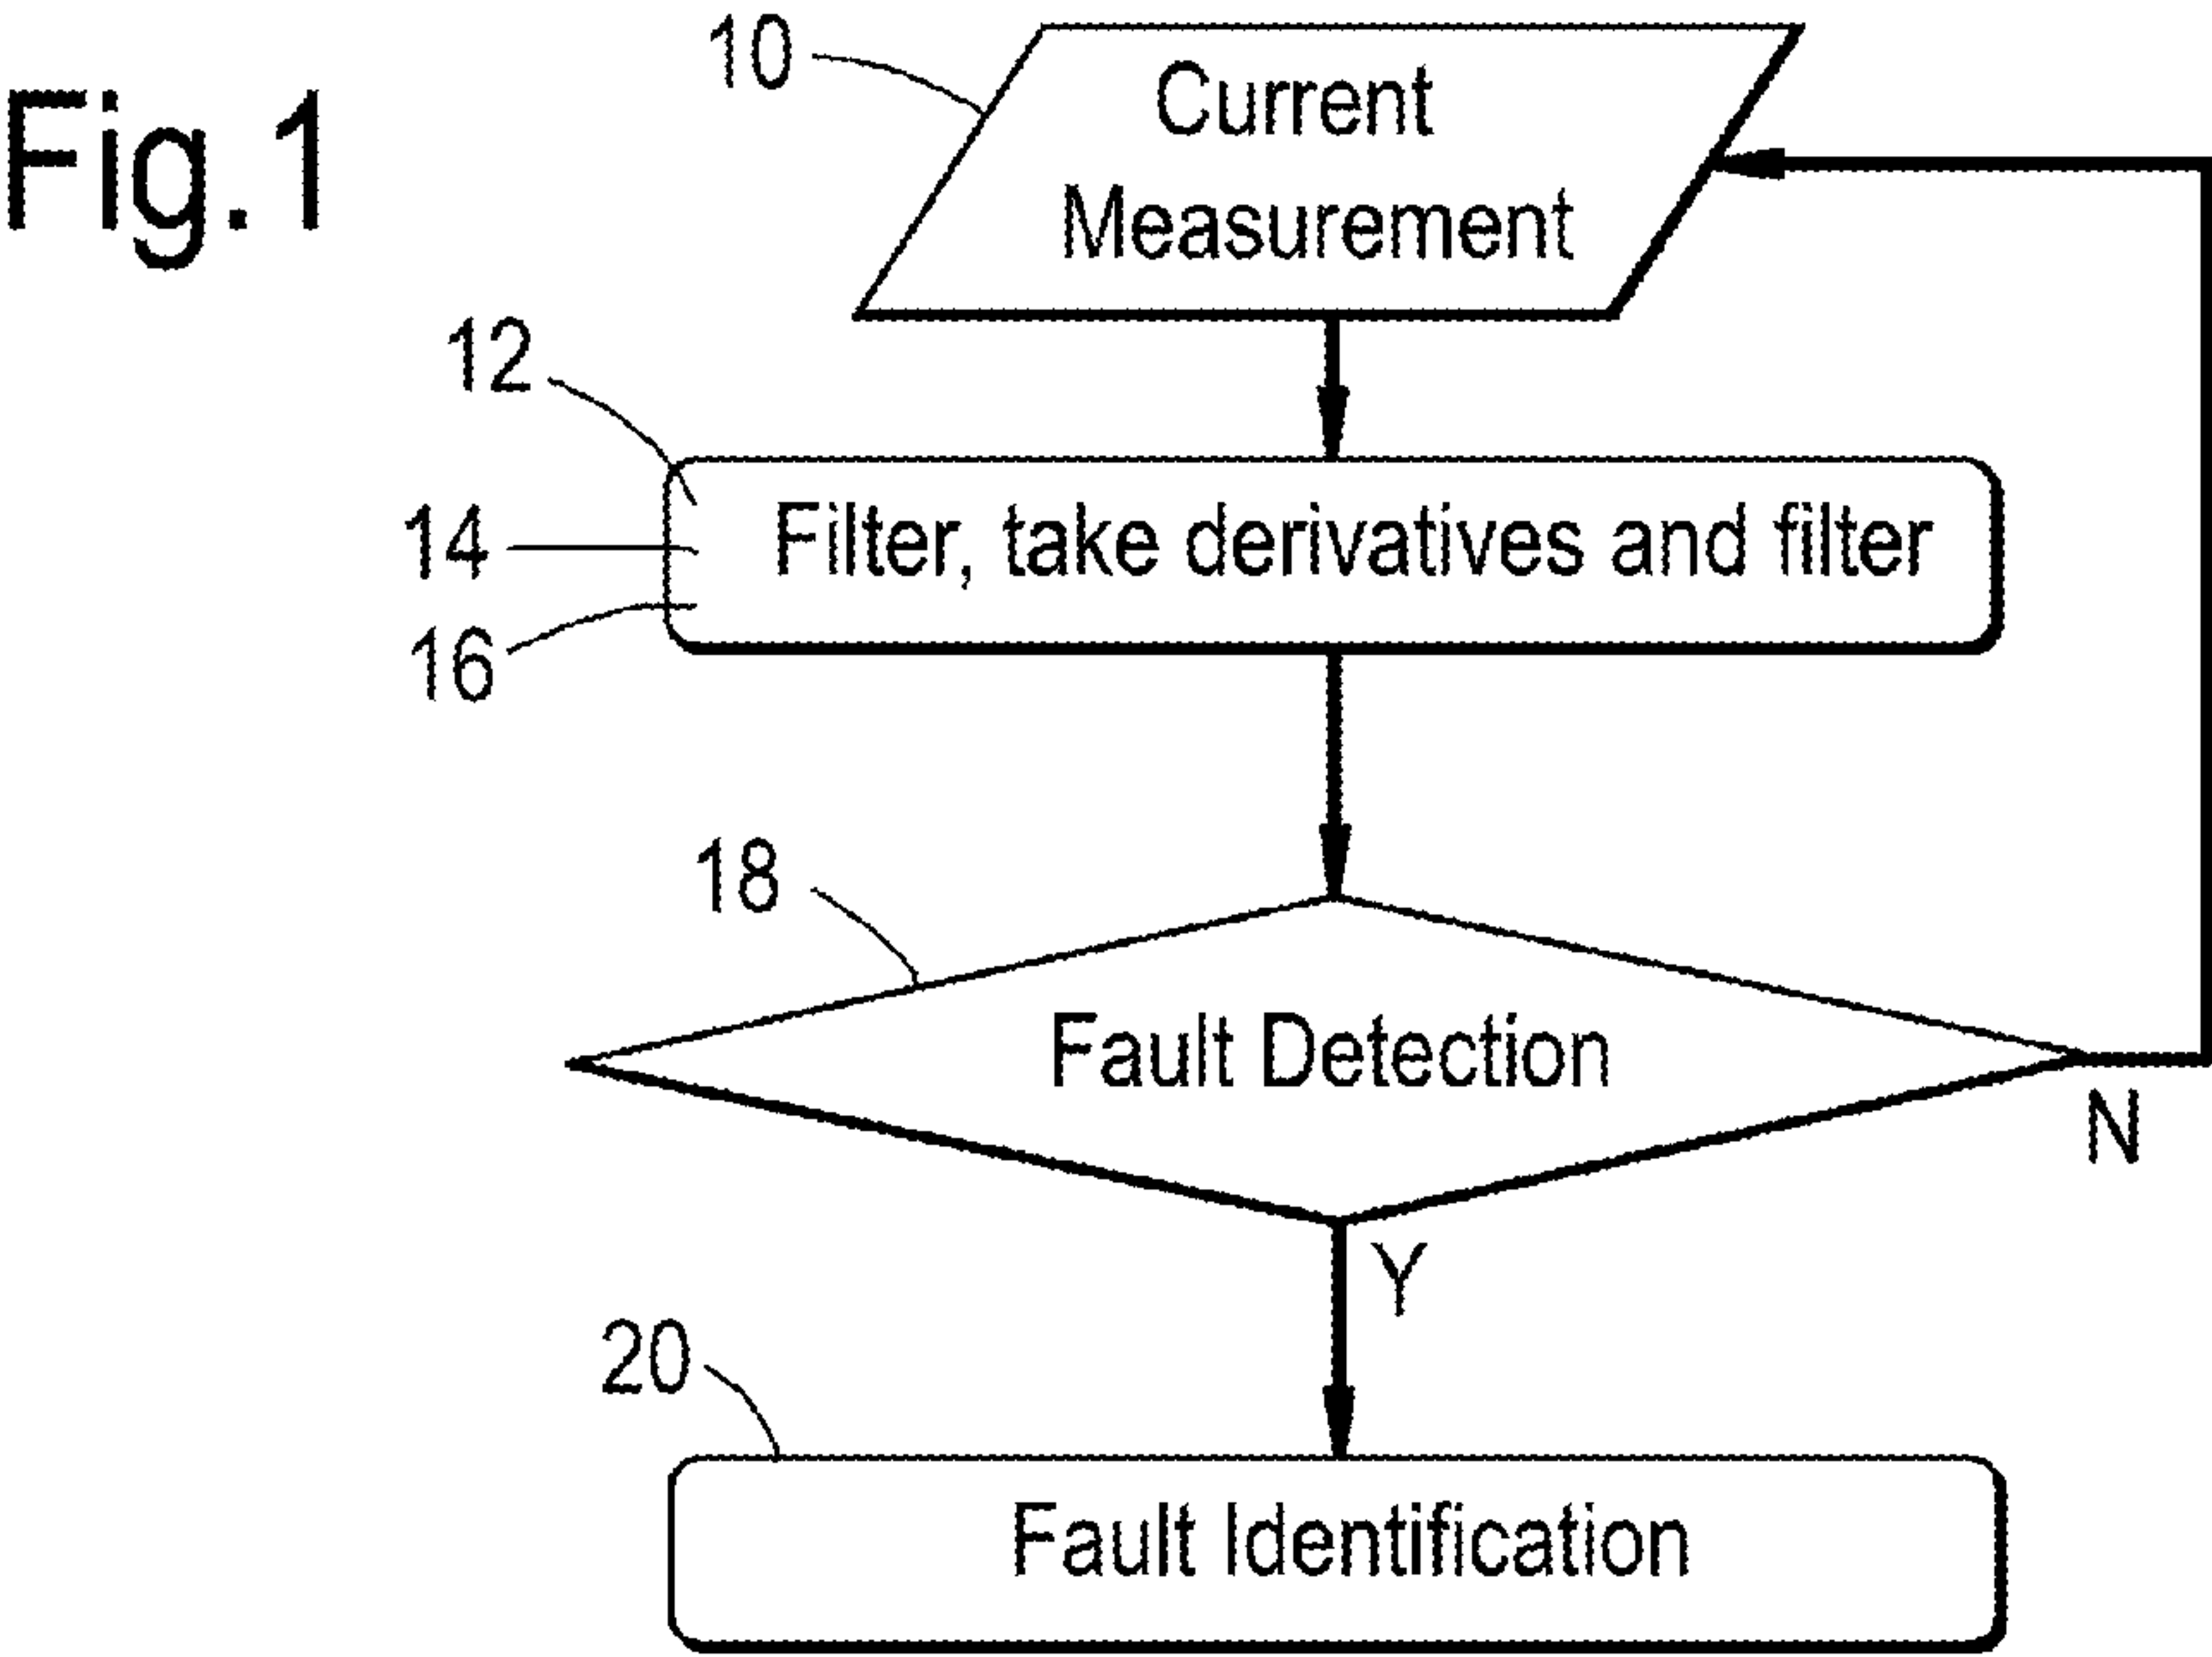 Fig.1
10
Current
Measurement
12
14
16
Filter, take derivatives and filter
18
Fault Detection
N
Y
20
Fault Identification